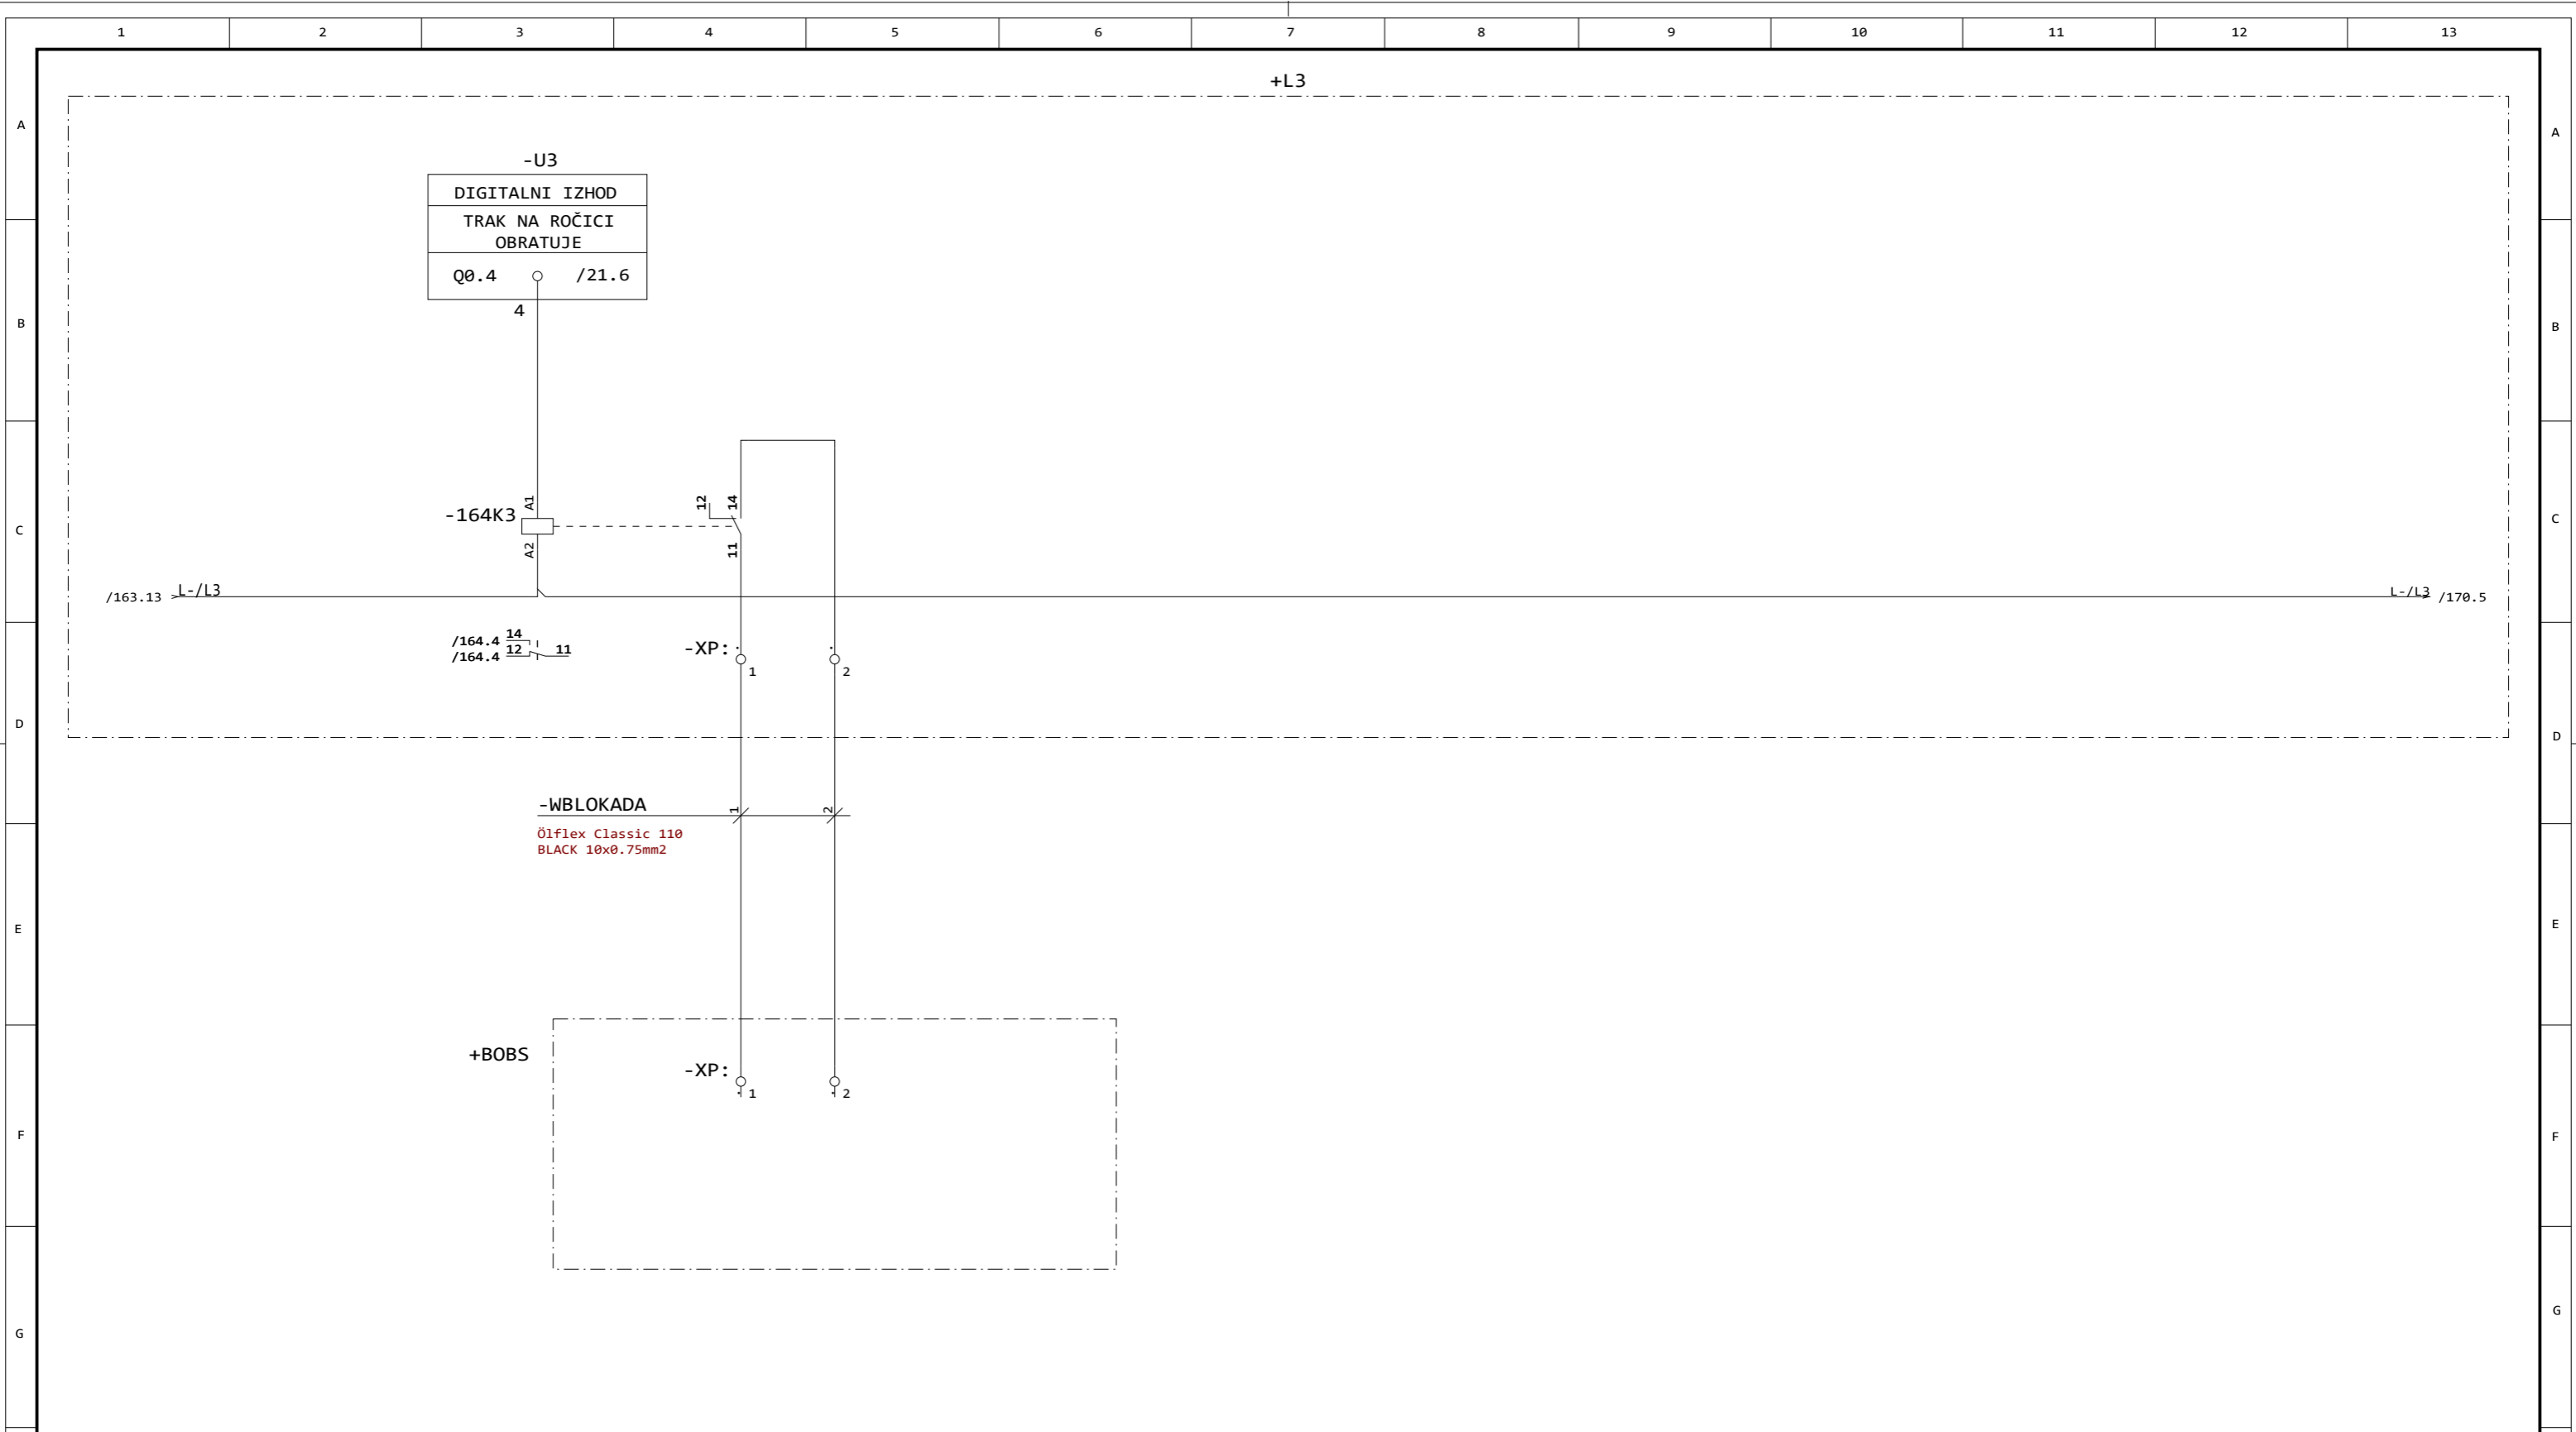 1 2 3 4 5 6 7 8 9 10 11 12 13
+L3
A A
-U3
DIGITALNI IZHOD
TRAK NA ROČICI
OBRATUJE
Q0.4 /21.6
4
B B
12 14
A1
-164K3
C C
A2
11
/163.13 L-/L3 L-/L3 /170.5
/164.4 14
/164.4 12 11
-XP:
1 2
D D
-WBLOKADA 1 2
Ölflex Classic 110
BLACK 10x0.75mm2
E E
+BOBS
-XP:
1 2
F F
G G